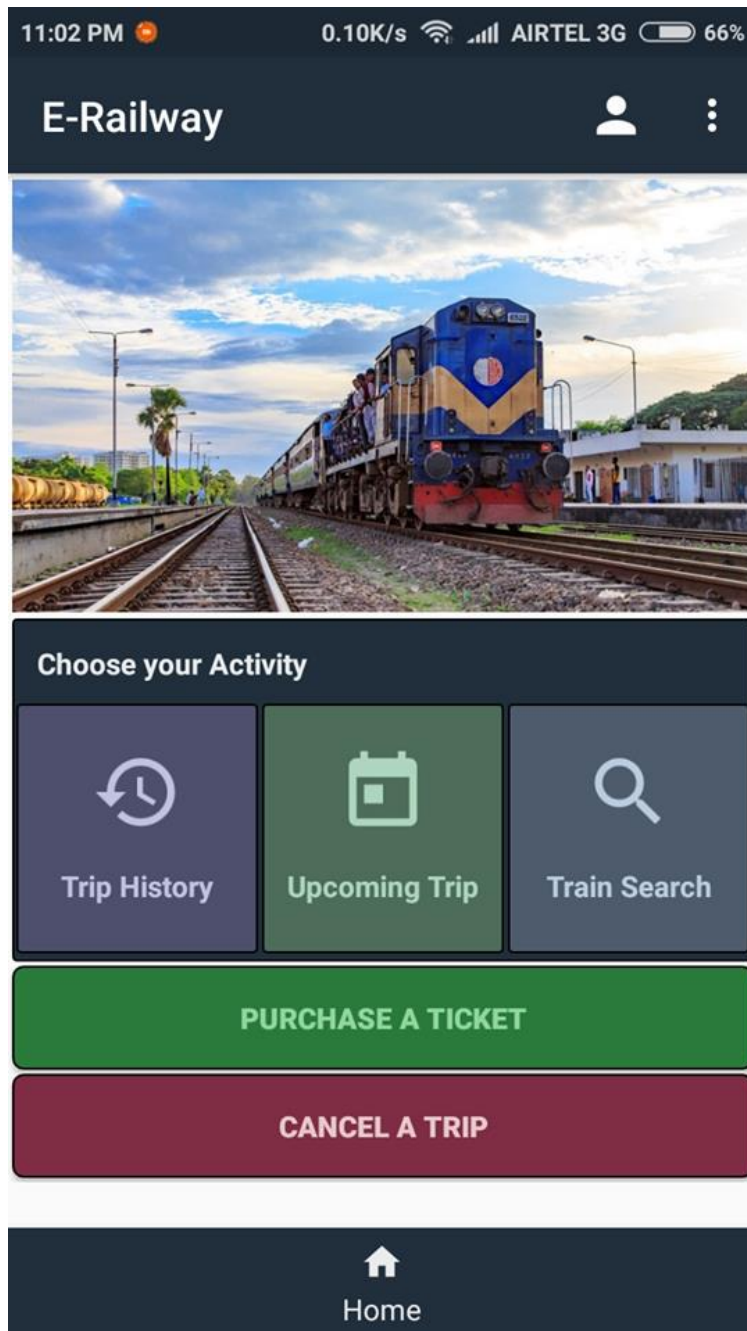 11:02 PM 0.10K/s AIRTEL 3G 66%
E-Railway
Choose your Activity
Trip History Upcoming Trip Train Search
PURCHASE A TICKET
CANCEL A TRIP
Home